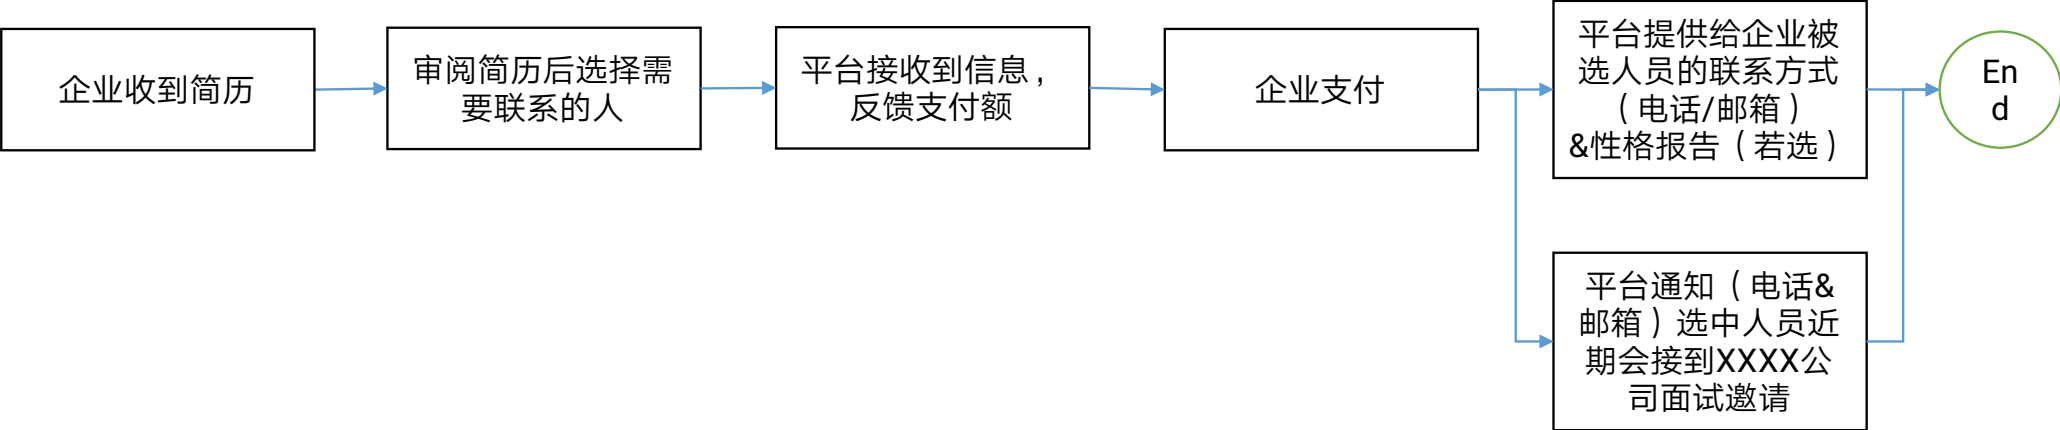 企业收到简历
审阅简历后选择需
要联系的人
平台接收到信息，
反馈支付额
企业支付
平台提供给企业被
选人员的联系方式
（电话/邮箱）
&性格报告（若选）
En
d
平台通知（电话&
邮箱）选中人员近
期会接到XXXX公
司面试邀请